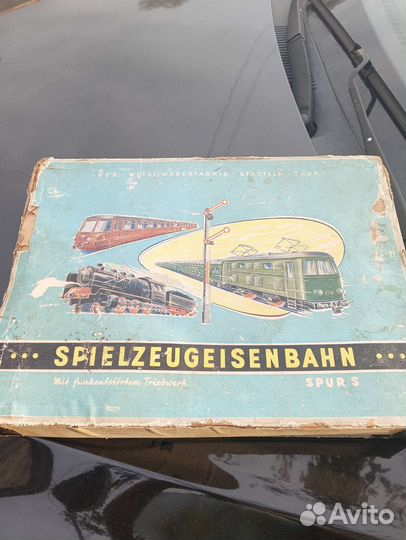 · VEB METALLWARENFABRIK STADTILM · THÜR. ·
••• SPIELZEUGEISENBAHN •••
Mit funkentstörtem Triebwerk
SPUR S
Avito